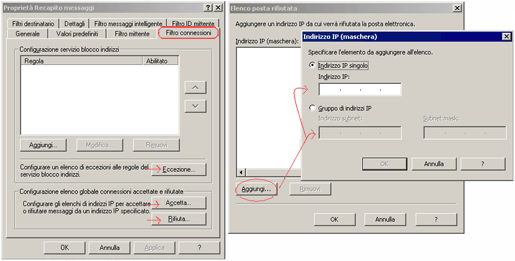 Proprietà Recapito messaggi
Filtro destinatario
Dettagli
Filtro messaggi intelligente
Filtro ID mittente
Generale
Valori predefiniti
Filtro mittente
Filtro connessioni
Configurazione servizio blocco indirizzi
Regola
Abilitato
Aggiungi...
Modifica
Rimuovi
Configurare un elenco di eccezioni alle regole del
servizio blocco indirizzi.
Eccezione...
Configurazione elenco globale connessioni accettate e rifiutate
Configurare gli elenchi di indirizzi IP per accettare
o rifiutare messaggi da un indirizzo IP specificato.
Accetta...
Rifiuta...
OK
Annulla
Applica
?
Elenco posta rifiutata
Aggiungere un indirizzo IP da cui verrà rifiutata la posta elettronica.
Indirizzo IP (maschera):
Aggiungi...
Rimuovi
OK
Annulla
?
Indirizzo IP (maschera)
Specificare l'elemento da aggiungere all'elenco.
Indirizzo IP singolo
Indirizzo IP:
Gruppo di indirizzi IP
Indirizzo subnet:
Subnet mask:
OK
Annulla
?